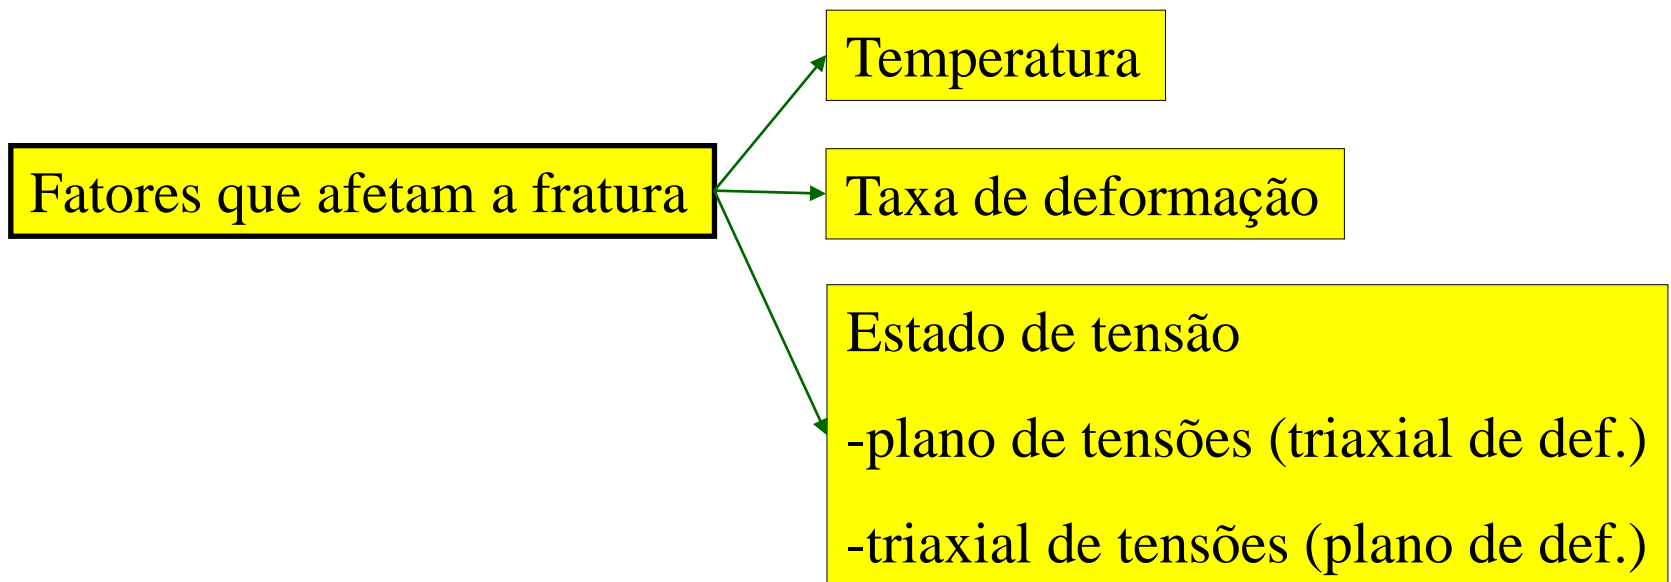 Temperatura
Fatores que afetam a fratura
Taxa de deformação
Estado de tensão
-plano de tensões (triaxial de def.)
-triaxial de tensões (plano de def.)